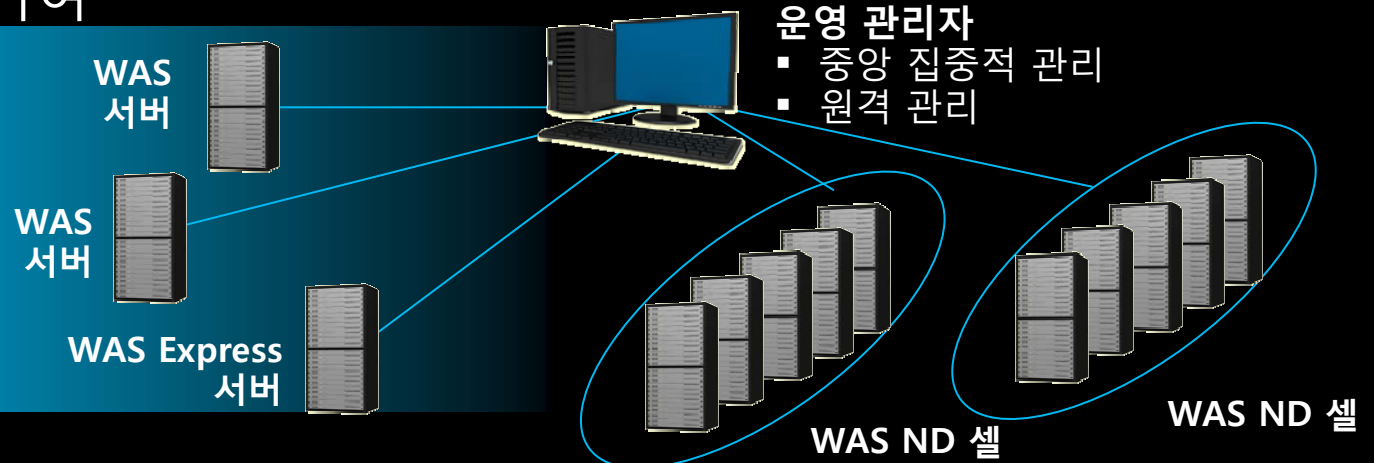 운영 관리자
▪ 중앙 집중적 관리
▪ 원격 관리
WAS
서버
WAS
서버
WAS Express
서버
WAS ND 셀
WAS ND 셀